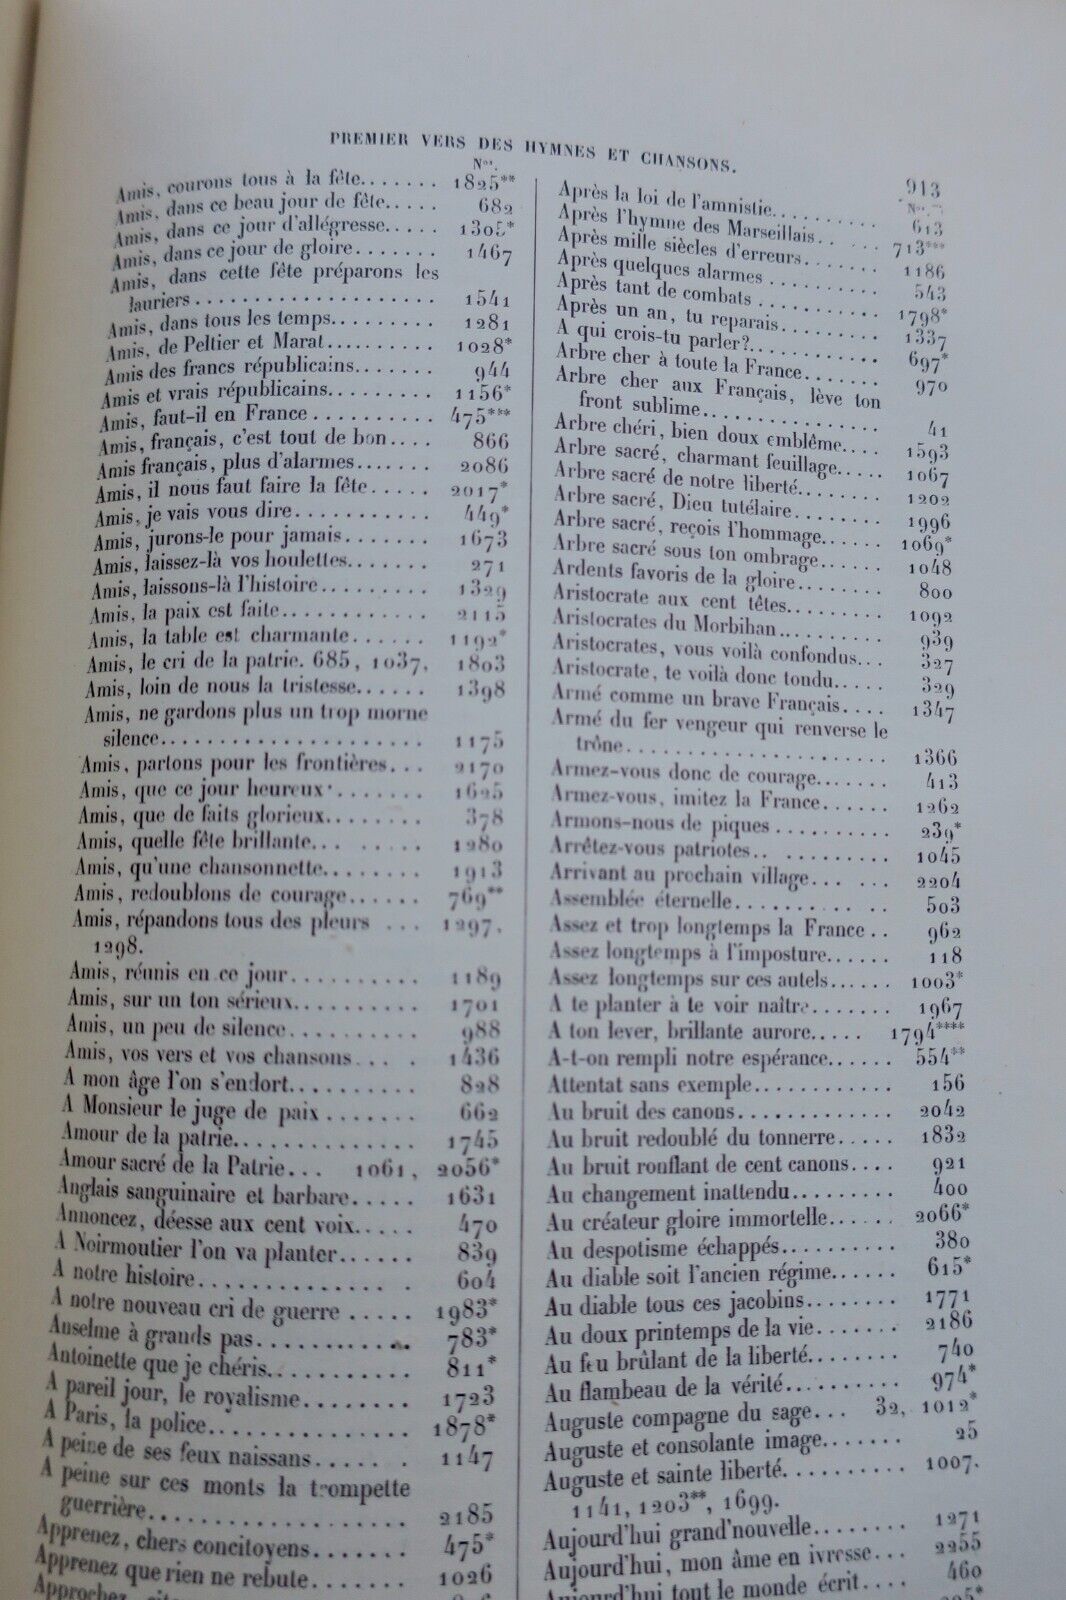 PREMIER VERS DES HYMNES ET CHANSONS.
913
Nos.
Amis, courons tous à la fête....... 1825**
Amis, dans ce beau jour de fête..... 682
Amis, dans ce jour d'allégresse..... 1305*
Amis, dans ce jour de gloire....... 1467
Amis, dans cette fête préparons les
lauriers .................... 1541
Amis, dans tous les temps......... 1281
Amis, de Peltier et Marat.......... 1028*
Amis des francs républicains....... 944
Amis et vrais républicains......... 1156*
Amis, faut-il en France .......... 475***
Amis, français, c'est tout de bon.... 866
Amis français, plus d'alarmes...... 2086
Amis, il nous faut faire la fête ..... 2017*
Amis, je vais vous dire........... 449*
Amis, jurons-le pour jamais....... 1673
Amis, laissez-là vos houlettes...... 271
Amis, laissons-là l'histoire........ 1329
Amis, la paix est faite............ 2115
Amis, la table est charmante ...... 1192*
Amis, le cri de la patrie. 685, 1037, 1803
Amis, loin de nous la tristesse...... 1398
Amis, ne gardons plus un trop morne
silence.................... 1175
Amis, partons pour les frontières... 2170
Amis, que ce jour heureux ...... 1625
Amis, que de faits glorieux........ 378
Amis, quelle fête brillante... ..... 1280
Amis, qu'une chansonnette........ 1913
Amis, redoublons de courage...... 769**
Amis, répandons tous des pleurs ... 1297,
1298.
Amis, réunis en ce jour .......... 1189
Amis, sur un ton sérieux.......... 1701
Amis, un peu de silence.......... 988
Amis, vos vers et vos chansons.... 1436
A mon âge l'on s'endort.......... 828
A Monsieur le juge de paix ....... 662
Amour de la patrie.............. 1745
Amour sacré de la Patrie... 1061, 2056*
Anglais sanguinaire et barbare..... 1631
Annoncez, déesse aux cent voix..... 470
A Noirmoutier l'on va planter...... 839
A notre histoire................ 604
A notre nouveau cri de guerre ..... 1983*
Anselme à grands pas............ 783*
Antoinette que je chéris........... 811*
A pareil jour, le royalisme........ 1723
A Paris, la police............... 1878*
A peine de ses feux naissans...... . 1147
A peine sur ces monts la trompette
guerrière.................... 2185
Apprenez, chers concitoyens...... 475*
Apprenez que rien ne rebute....... 1026
Après la loi de l'amnistie.......... 613
Après l'hymne des Marseillais ..... 713***
Après mille siècles d'erreurs....... 1186
Après quelques alarmes .......... 543
Après tant de combats ........... 1798*
Après un an, tu reparais.......... 1337
A qui crois-tu parler?............ 697*
Arbre cher à toute la France....... 970
Arbre cher aux Français, lève ton
front sublime................ 41
Arbre chéri, bien doux emblême.... 1593
Arbre sacré, charmant feuillage..... 1067
Arbre sacré de notre liberté........ 1202
Arbre sacré, Dieu tutélaire........ 1996
Arbre sacré, reçois l'hommage...... 1069*
Arbre sacré sous ton ombrage...... 1048
Ardents favoris de la gloire........ 800
Aristocrate aux cent têtes......... 1092
Aristocrates du Morbihan.......... 939
Aristocrates, vous voilà confondus... 327
Aristocrate, te voilà donc tondu..... 329
Armé comme un brave Français.... 1347
Armé du fer vengeur qui renverse le
trône...................... 1366
Armez-vous donc de courage....... 413
Armez-vous, imitez la France...... 1262
Armons-nous de piques .......... 239*
Arrêtez-vous patriotes.. ......... 1045
Arrivant au prochain village... ... 2204
Assemblée éternelle............. 503
Assez et trop longtemps la France .. 962
Assez longtemps à l'imposture...... 118
Assez longtemps sur ces autels...... 1003*
A te planter à te voir naître....... 1967
A ton lever, brillante aurore..... 1794****
A-t-on rempli notre espérance...... 554**
Attentat sans exemple............ 156
Au bruit des canons............. 2042
Au bruit redoublé du tonnerre..... 1832
Au bruit ronflant de cent canons.... 921
Au changement inattendu......... 400
Au créateur gloire immortelle...... 2066*
Au despotisme échappés.......... 380
Au diable soit l'ancien régime...... 615*
Au diable tous ces jacobins........ 1771
Au doux printemps de la vie....... 2186
Au feu brûlant de la liberté........ 740
Au flambeau de la vérité.......... 974*
Auguste compagne du sage... 32, 1012*
Auguste et consolante image....... 25
Auguste et sainte liberté.......... 1007,
1141, 1203**, 1699.
Aujourd'hui grand'nouvelle........ 1271
Aujourd'hui, mon âme en ivresse... 2255
Aujourd'hui tout le monde écrit.... 460